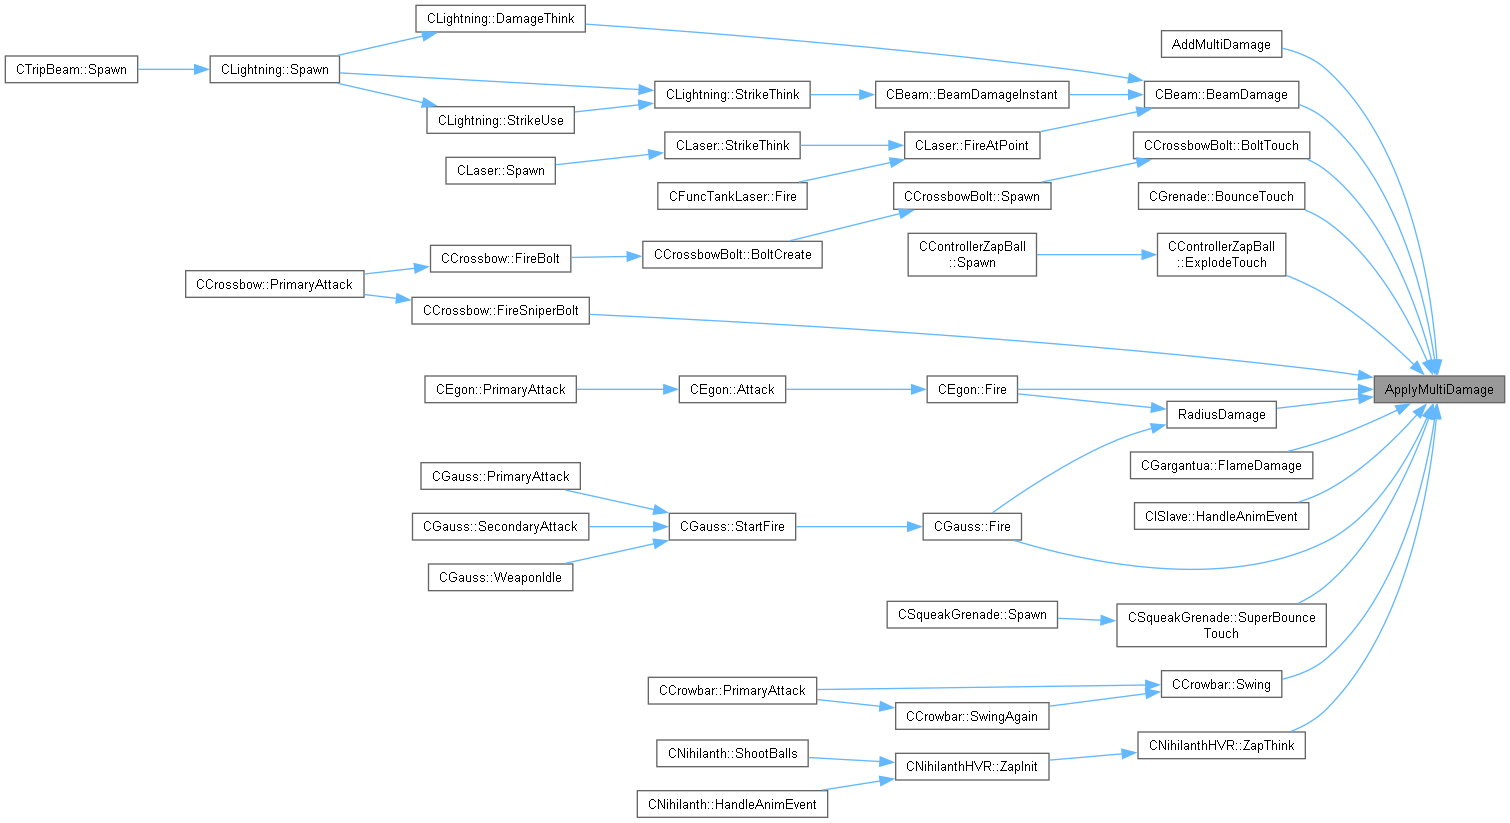 CLightning::DamageThink
AddMultiDamage
CTripBeam::Spawn
CLightning::Spawn
CLightning::StrikeThink
CBeam::BeamDamageInstant
CBeam::BeamDamage
CLightning::StrikeUse
CLaser::StrikeThink
CLaser::FireAtPoint
CCrossbowBolt::BoltTouch
CLaser::Spawn
CFuncTankLaser::Fire
CCrossbowBolt::Spawn
CGrenade::BounceTouch
CCrossbow::FireBolt
CCrossbowBolt::BoltCreate
CControllerZapBall
::Spawn
CControllerZapBall
::ExplodeTouch
CCrossbow::PrimaryAttack
CCrossbow::FireSniperBolt
CEgon::PrimaryAttack
CEgon::Attack
CEgon::Fire
ApplyMultiDamage
RadiusDamage
CGargantua::FlameDamage
CGauss::PrimaryAttack
CISlave::HandleAnimEvent
CGauss::SecondaryAttack
CGauss::StartFire
CGauss::Fire
CGauss::WeaponIdle
CSqueakGrenade::Spawn
CSqueakGrenade::SuperBounce
Touch
CCrowbar::PrimaryAttack
CCrowbar::Swing
CCrowbar::SwingAgain
CNihilanth::ShootBalls
CNihilanthHVR::ZapInit
CNihilanthHVR::ZapThink
CNihilanth::HandleAnimEvent